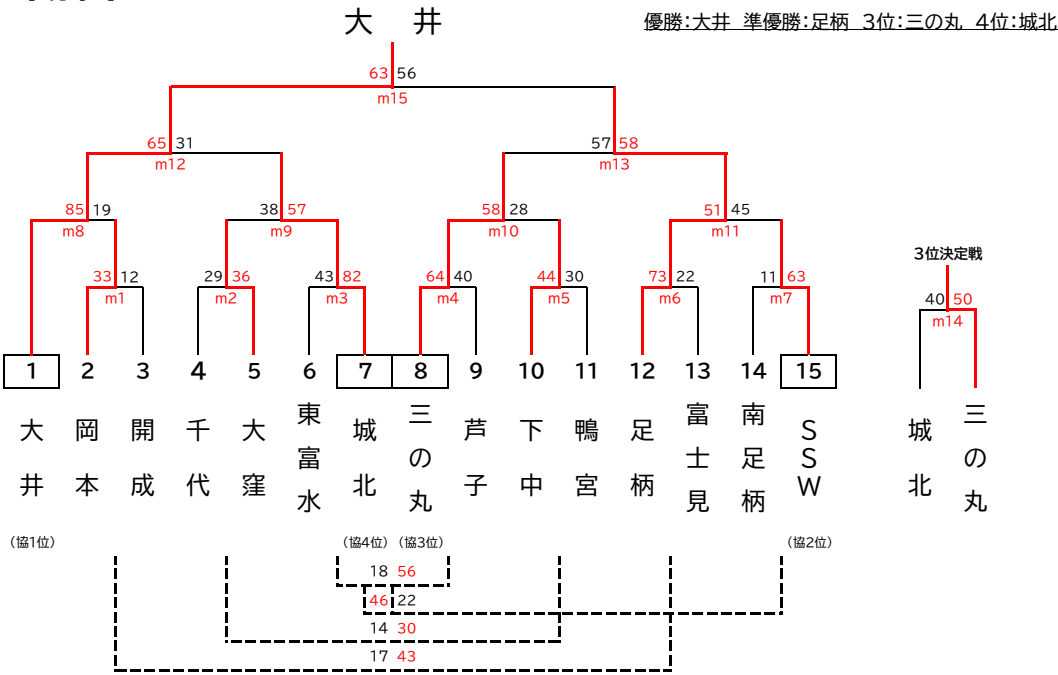 大 井
優勝:大井 準優勝:足柄 3位:三の丸 4位:城北
63 56
m15
65 31
m12
57 58
m13
85 19
m8
38 57
m9
58 28
m10
51 45
m11
33 12
m1
29 36
m2
43 82
m3
64 40
m4
44 30
m5
73 22
m6
11 63
m7
3位決定戦
40 50
m14
1 2 3 4 5 6 7 8 9 10 11 12 13 14 15
大井
岡本
開成
千代
大窪
東富水
城北
三の丸
芦子
下中
鴨宮
足柄
富士見
南足柄
SSW
城北
三の丸
(協1位)
(協4位)
(協3位)
(協2位)
18 56
46 22
14 30
17 43